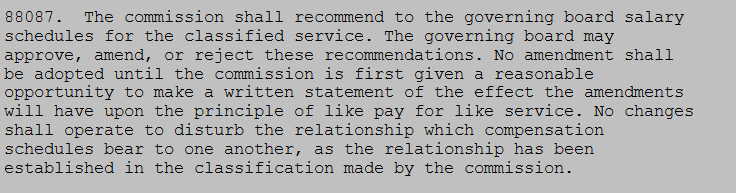 88087.  The commission shall recommend to the governing board salary
schedules for the classified service. The governing board may
approve, amend, or reject these recommendations. No amendment shall
be adopted until the commission is first given a reasonable
opportunity to make a written statement of the effect the amendments
will have upon the principle of like pay for like service. No changes
shall operate to disturb the relationship which compensation
schedules bear to one another, as the relationship has been
established in the classification made by the commission.